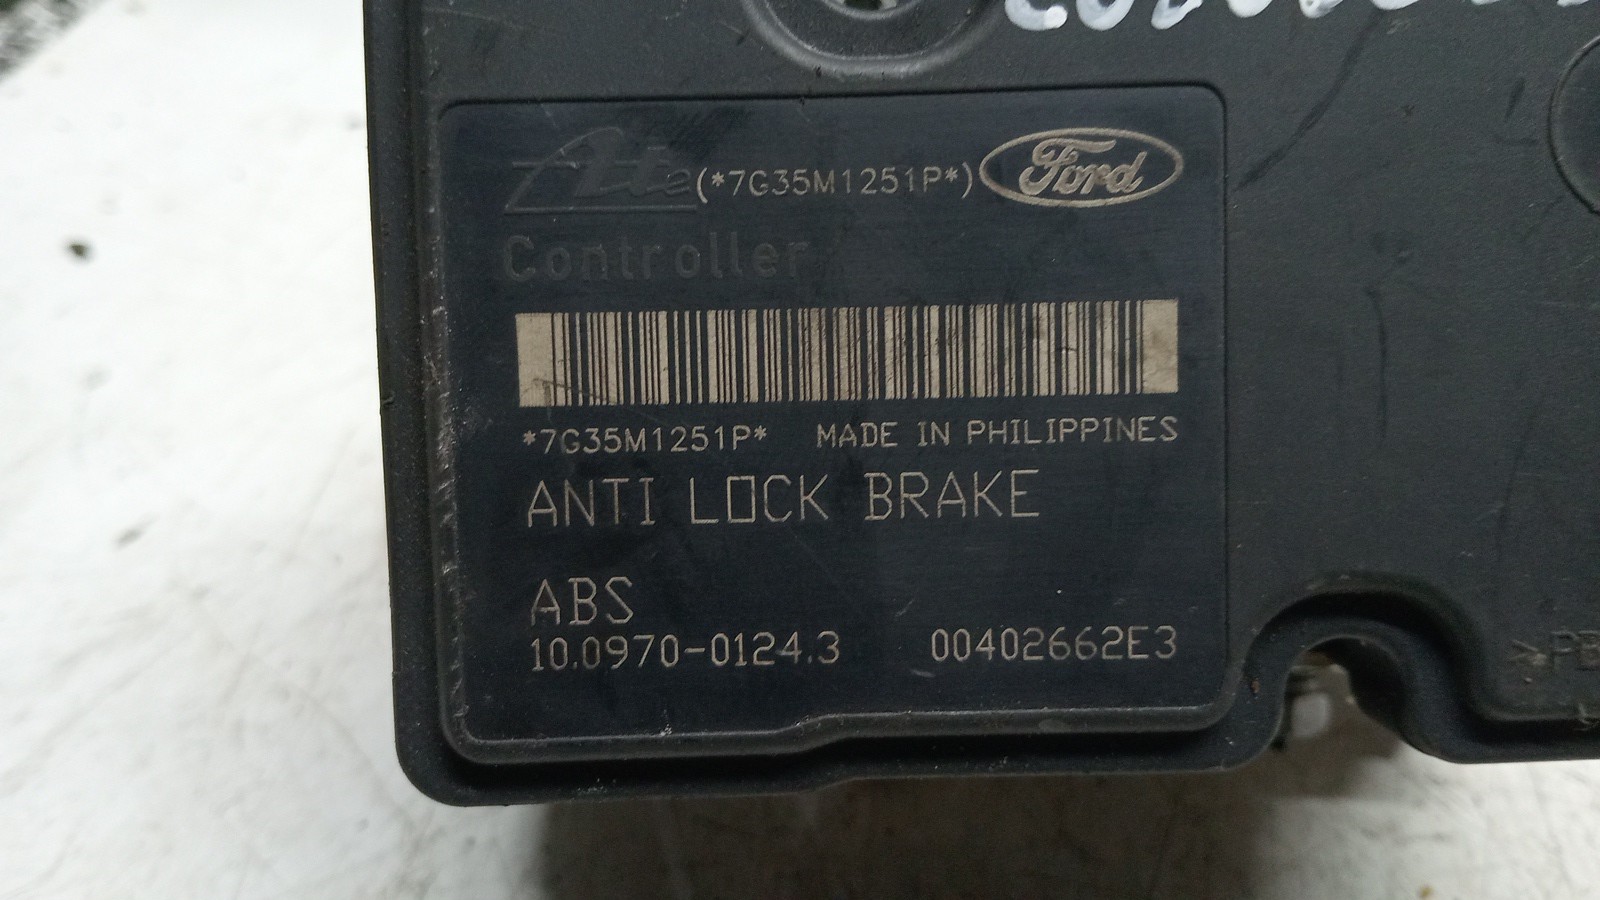 Ate (*7G35M1251P*) Ford
Controller
*7G35M1251P* MADE IN PHILIPPINES
ANTI LOCK BRAKE
ABS
10.0970-0124.3 00402662E3